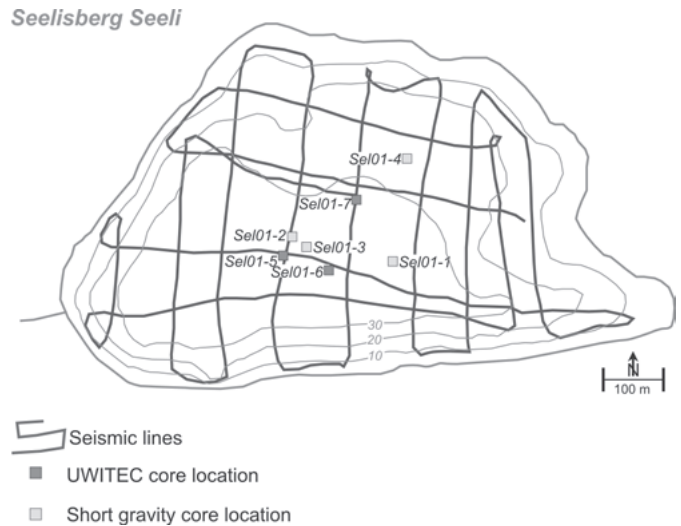 Seelisberg Seeli
Sel01-4
Sel01-7
Sel01-2
Sel01-3
Sel01-5
Sel01-6
Sel01-1
30
20
10
N
100 m
Seismic lines
UWITEC core location
Short gravity core location